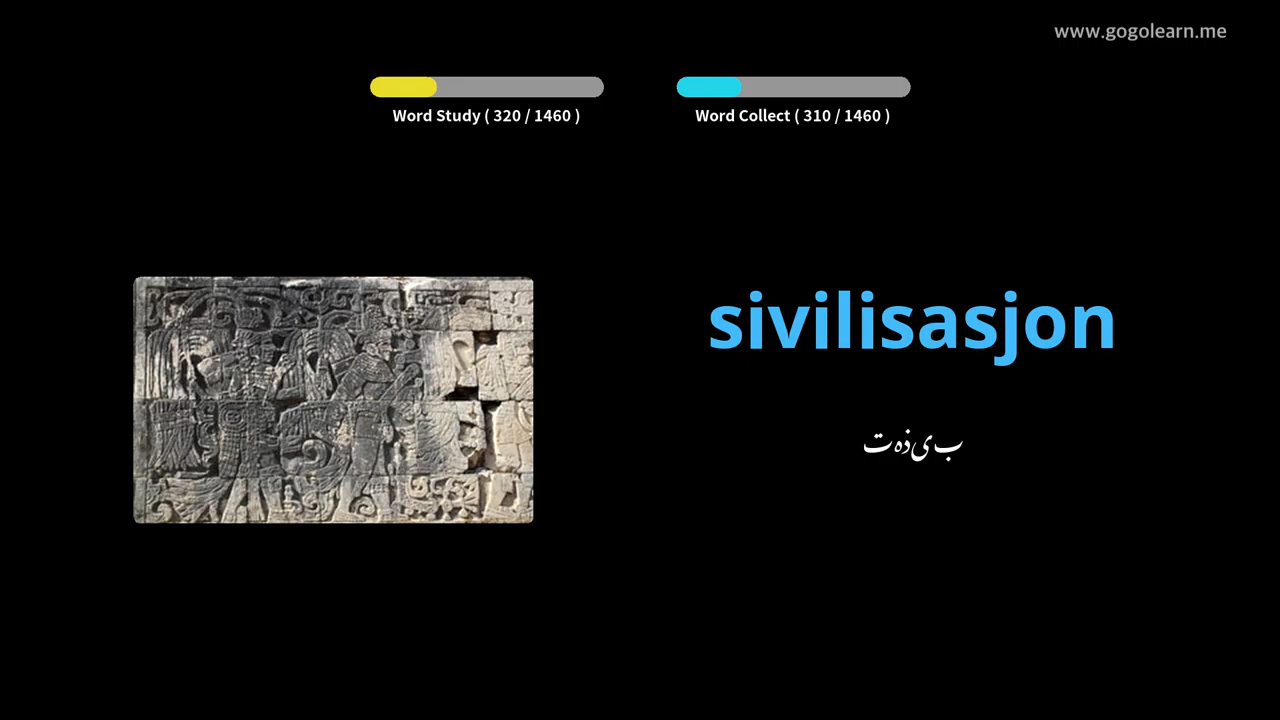 www.gogolearn.me
Word Study ( 320 / 1460 )
Word Collect ( 310 / 1460 )
sivilisasjon
ب ی ذ ہ ت